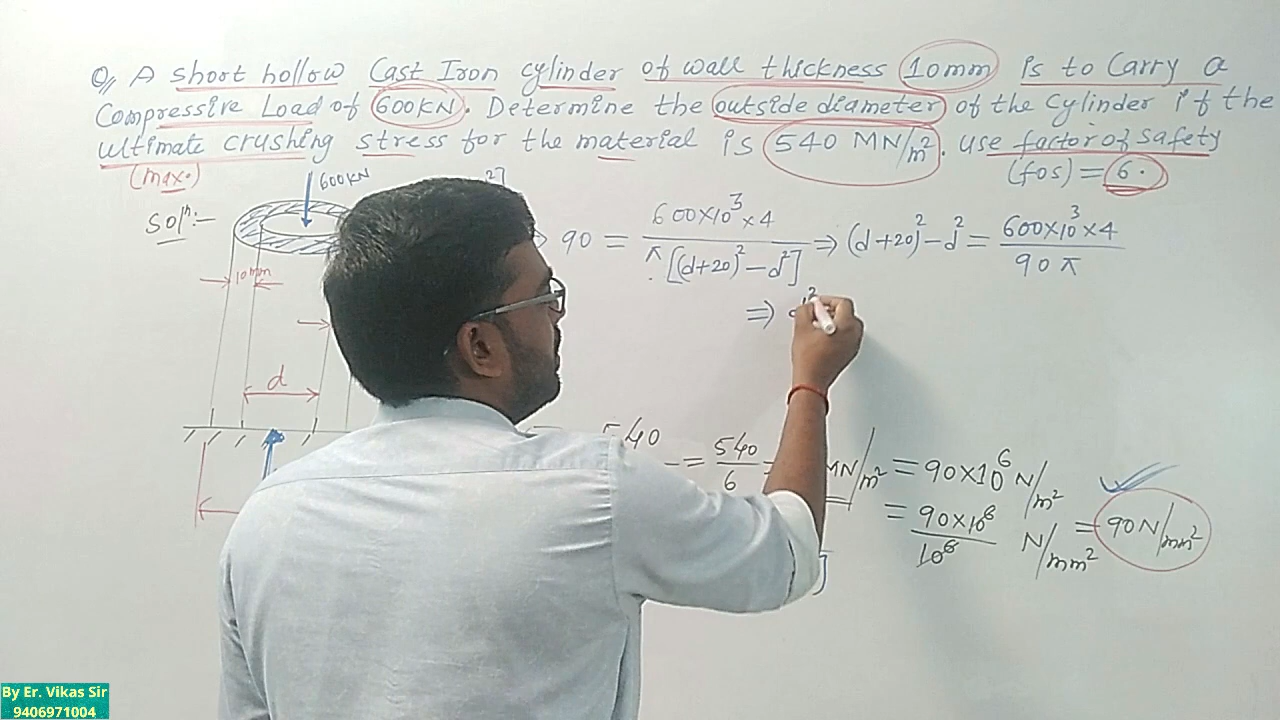 Q, A short hollow Cast Iron cylinder of wall thickness 10mm is to Carry a
Compressive Load of 600KN. Determine the outside diameter of the Cylinder if the
ultimate crushing stress for the material is 540 MN/m². use factor of safety
(max.)
(fos) = 6.
Solⁿ:-
600KN
10mm
d
90 = 600×10³×4 / π[(d+20)²-d²] ⇒ (d+20)²-d² = 600×10³×4 / 90π
⇒
540
= 540/6 =
MN/m² = 90×10⁶ N/m²
= 90×10⁶/10⁶ N/mm² = 90N/mm²
By Er. Vikas Sir
9406971004